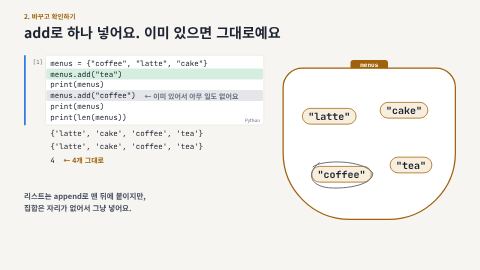 2. 바꾸고 확인하기
add로 하나 넣어요. 이미 있으면 그대로예요
[1]
menus = {"coffee", "latte", "cake"}
menus.add("tea")
print(menus)
menus.add("coffee") ← 이미 있어서 아무 일도 없어요
print(menus)
print(len(menus))
Python
{'latte', 'cake', 'coffee', 'tea'}
{'latte', 'cake', 'coffee', 'tea'}
4 ← 4개 그대로
리스트는 append로 맨 뒤에 붙이지만,
집합은 자리가 없어서 그냥 넣어요.
menus
"latte"
"cake"
"coffee"
"tea"